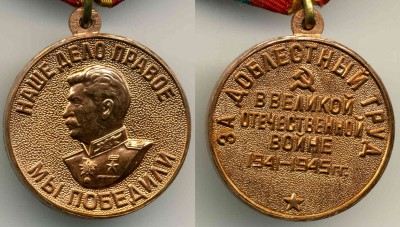 НАШЕ ДЕЛО ПРАВОЕ
МЫ ПОБЕДИЛИ
ЗА ДОБЛЕСТНЫЙ ТРУД
В ВЕЛИКОЙ
ОТЕЧЕСТВЕННОЙ
ВОЙНЕ
1941–1945 гг.